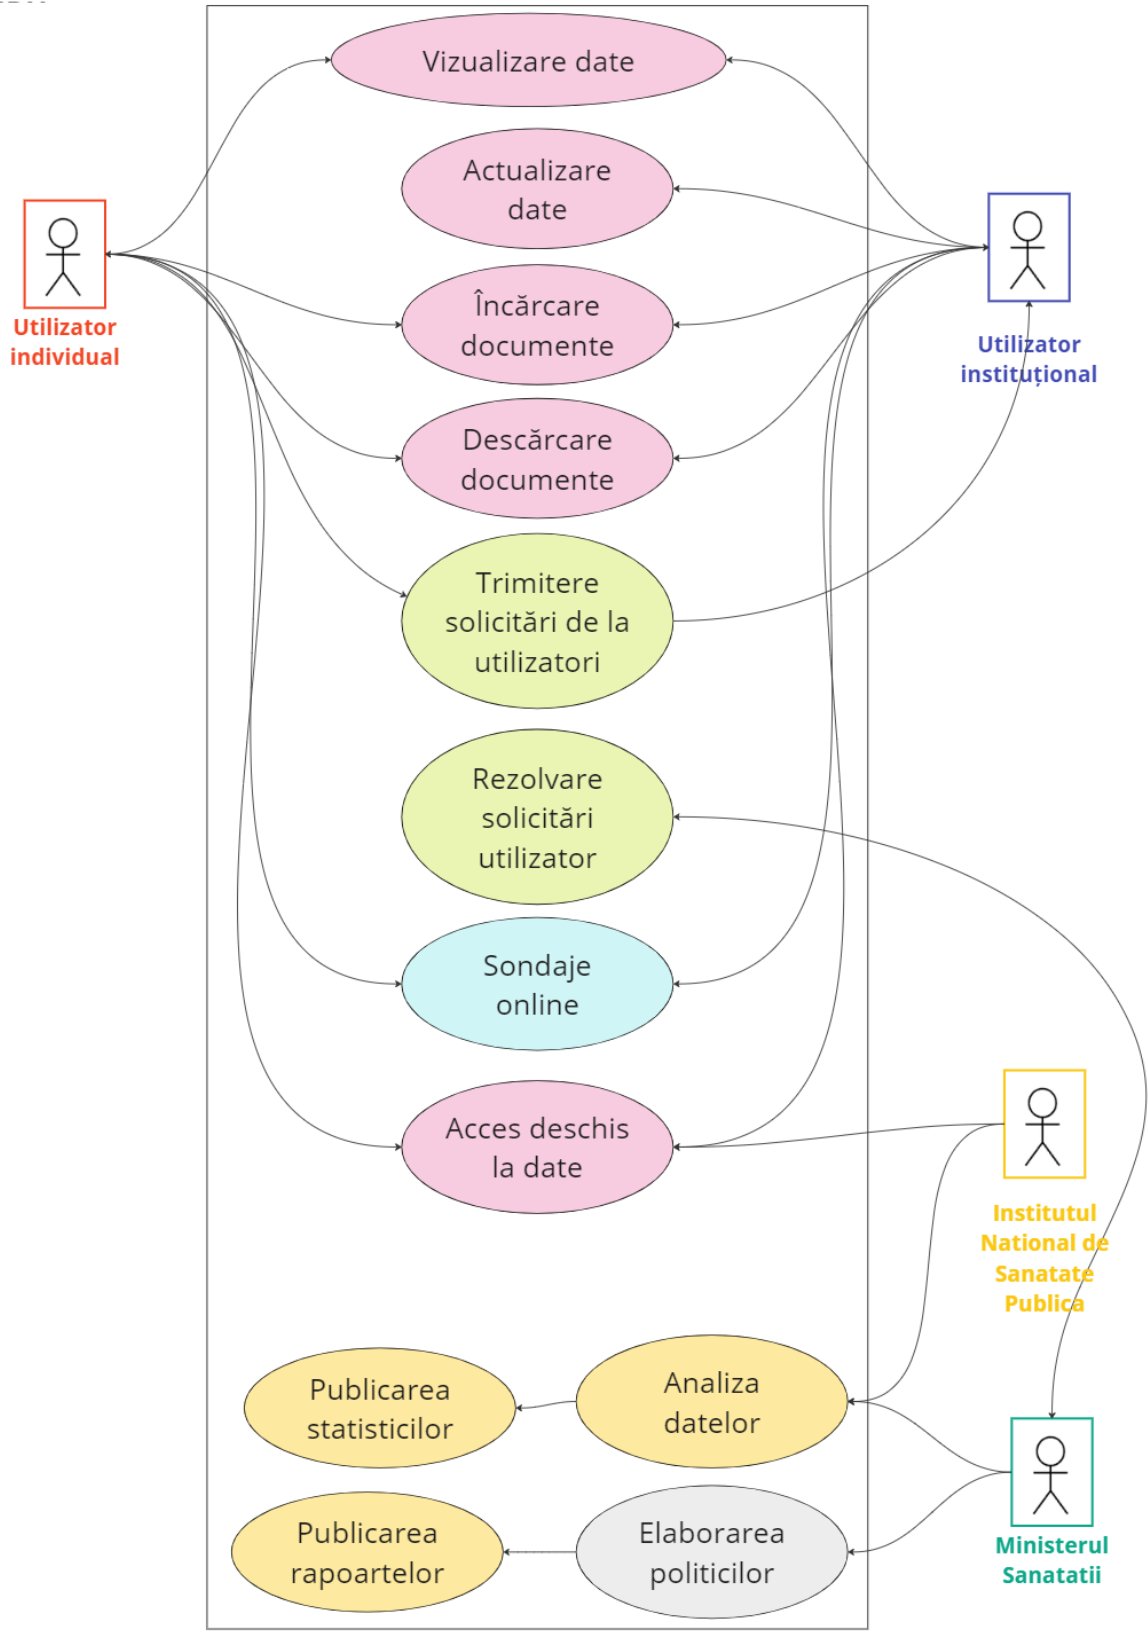 Vizualizare date
Actualizare
date
Încărcare
documente
Descărcare
documente
Trimitere
solicitări de la
utilizatori
Rezolvare
solicitări
utilizator
Sondaje
online
Acces deschis
la date
Publicarea
statisticilor
Analiza
datelor
Publicarea
rapoartelor
Elaborarea
politicilor
Utilizator
individual
Utilizator
instituțional
Institutul
National de
Sanatate
Publica
Ministerul
Sanatatii